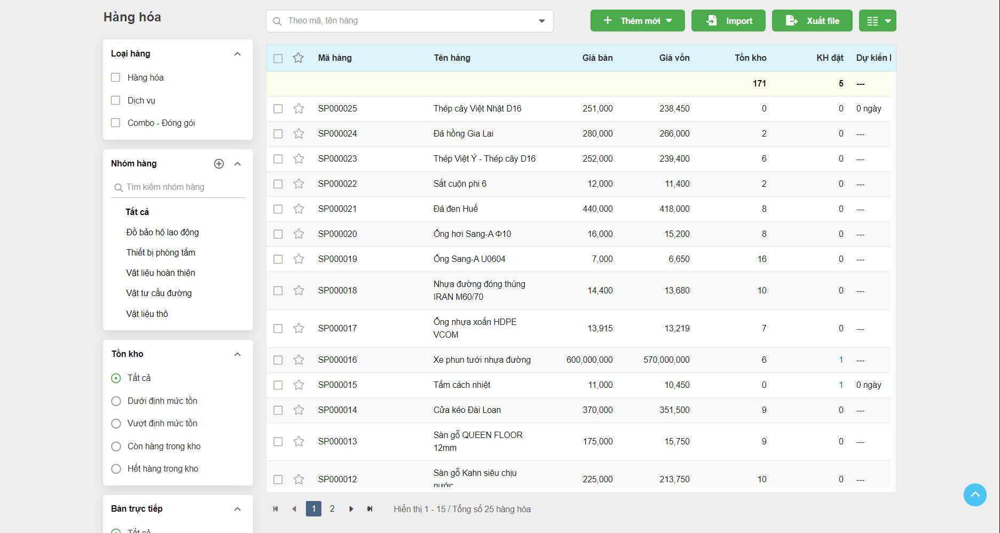 Hàng hóa
Theo mã, tên hàng
Thêm mới
Import
Xuất file
Loại hàng
Hàng hóa
Dịch vụ
Combo - Đóng gói
Nhóm hàng
Tìm kiếm nhóm hàng
Tất cả
Đồ bảo hộ lao động
Thiết bị phòng tắm
Vật liệu hoàn thiện
Vật tư cầu đường
Vật liệu thô
Tồn kho
Tất cả
Dưới định mức tồn
Vượt định mức tồn
Còn hàng trong kho
Hết hàng trong kho
Bán trực tiếp
Tất cả
Mã hàng Tên hàng Giá bán Giá vốn Tồn kho KH đặt Dự kiến
171 5 ---
SP000025 Thép cây Việt Nhật D16 251,000 238,450 0 0 0 ngày
SP000024 Đá hồng Gia Lai 280,000 266,000 2 0 ---
SP000023 Thép Việt Ý - Thép cây D16 252,000 239,400 6 0 ---
SP000022 Sắt cuộn phi 6 12,000 11,400 2 0 ---
SP000021 Đá đen Huế 440,000 418,000 8 0 ---
SP000020 Ống hơi Sang-A Φ10 16,000 15,200 8 0 ---
SP000019 Ống Sang-A U0604 7,000 6,650 16 0 ---
SP000018 Nhựa đường đóng thùng 14,400 13,680 10 0 ---
IRAN M60/70
SP000017 Ống nhựa xoắn HDPE 13,915 13,219 7 0 ---
VCOM
SP000016 Xe phun tưới nhựa đường 600,000,000 570,000,000 6 1 ---
SP000015 Tấm cách nhiệt 11,000 10,450 0 1 0 ngày
SP000014 Cửa kéo Đài Loan 370,000 351,500 9 0 ---
SP000013 Sàn gỗ QUEEN FLOOR 175,000 15,750 9 0 ---
12mm
SP000012 Sàn gỗ Kahn siêu chịu 225,000 213,750 10 0 ---
nước
1 2 Hiển thị 1 - 15 / Tổng số 25 hàng hóa